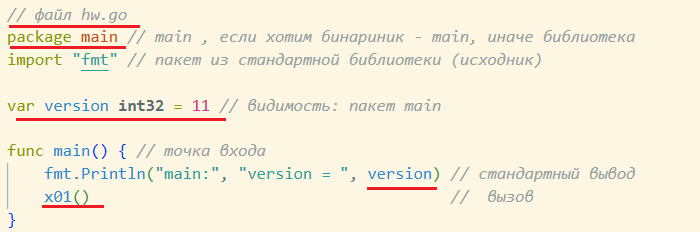 // файл hw.go
package main // main , если хотим бинариник - main, иначе библиотека
import "fmt" // пакет из стандартной библиотеки (исходник)
var version int32 = 11 // видимость: пакет main
func main() { // точка входа
fmt.Println("main:", "version = ", version) // стандартный вывод
x01() // вызов
}